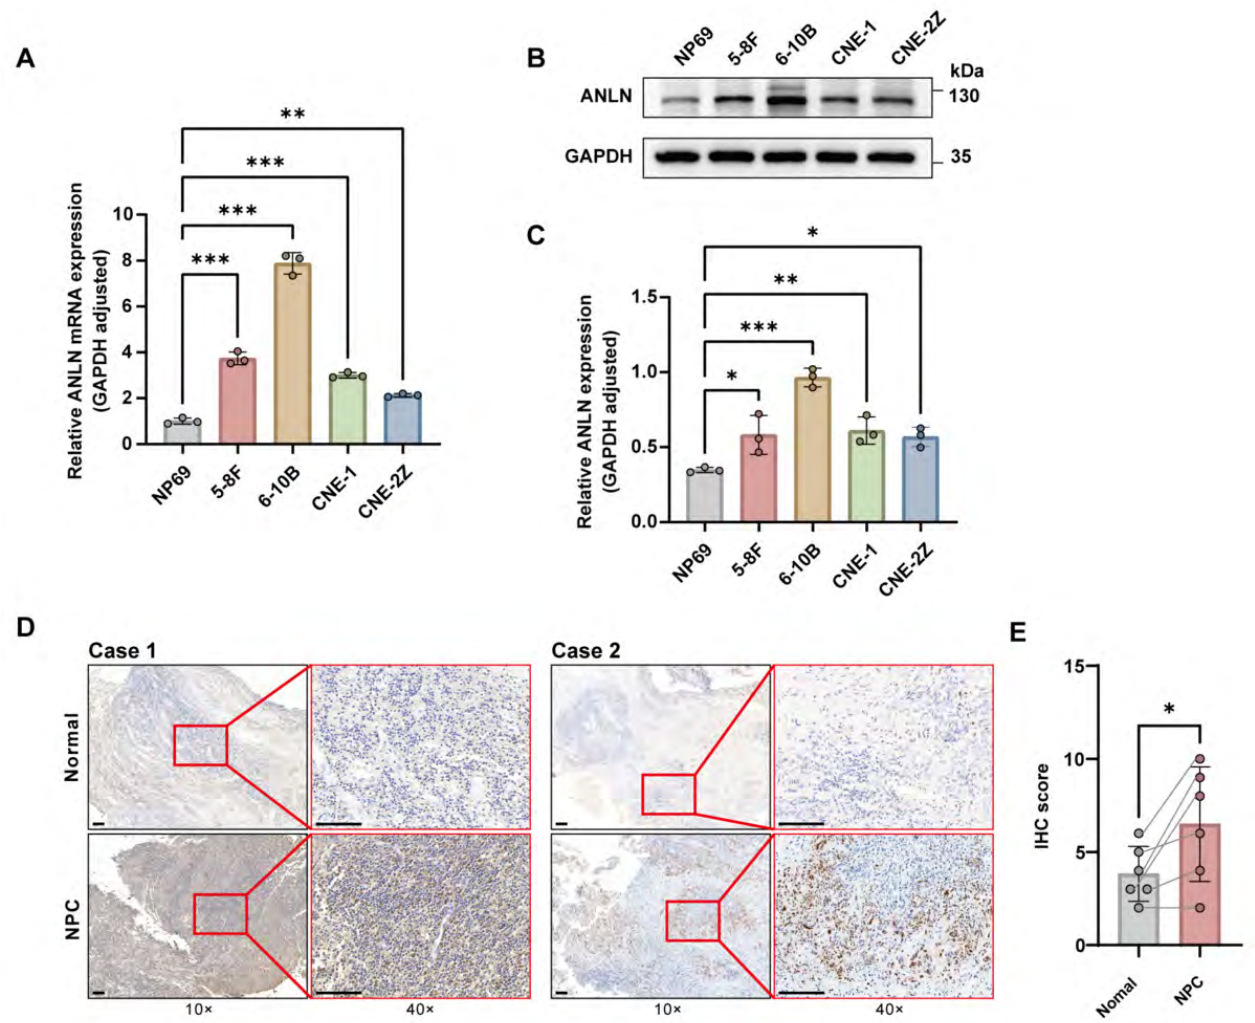 A
Relative ANLN mRNA expression
(GAPDH adjusted)
10
8
6
4
2
0
**
***
***
***
NP69
5-8F
6-10B
CNE-1
CNE-2Z
B
NP69
5-8F
6-10B
CNE-1
CNE-2Z
kDa
ANLN
130
GAPDH
35
C
Relative ANLN expression
(GAPDH adjusted)
1.5
1.0
0.5
0.0
*
**
***
*
NP69
5-8F
6-10B
CNE-1
CNE-2Z
D
Case 1
Case 2
Normal
NPC
10×
40×
10×
40×
E
IHC score
15
10
5
0
*
Nomal
NPC